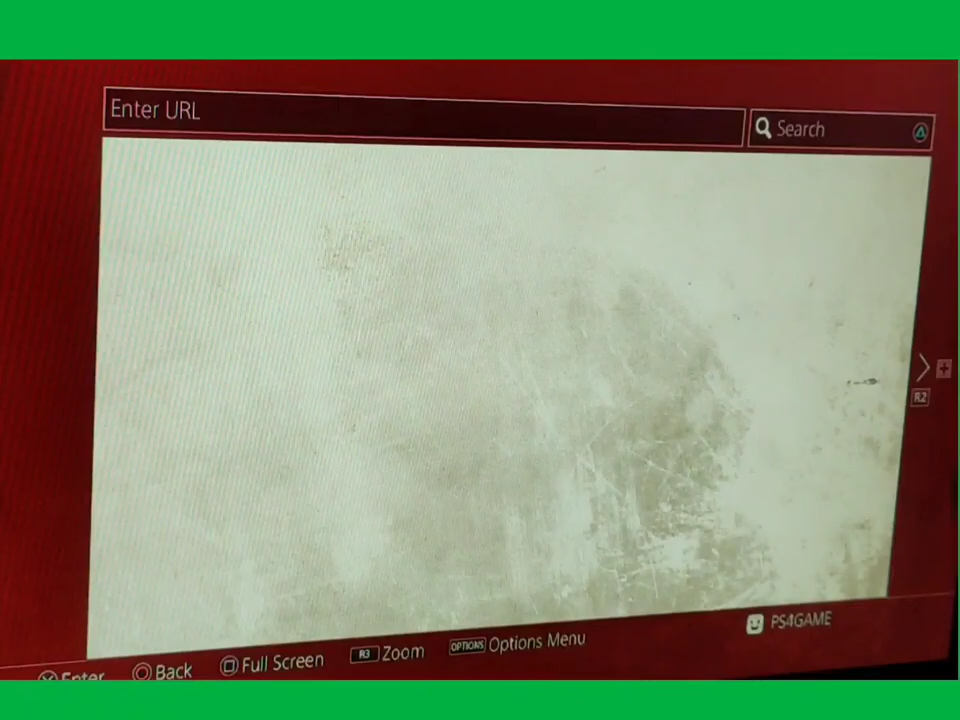 Enter URL
Search
R2
PS4GAME
Enter Back Full Screen R3 Zoom OPTIONS Options Menu